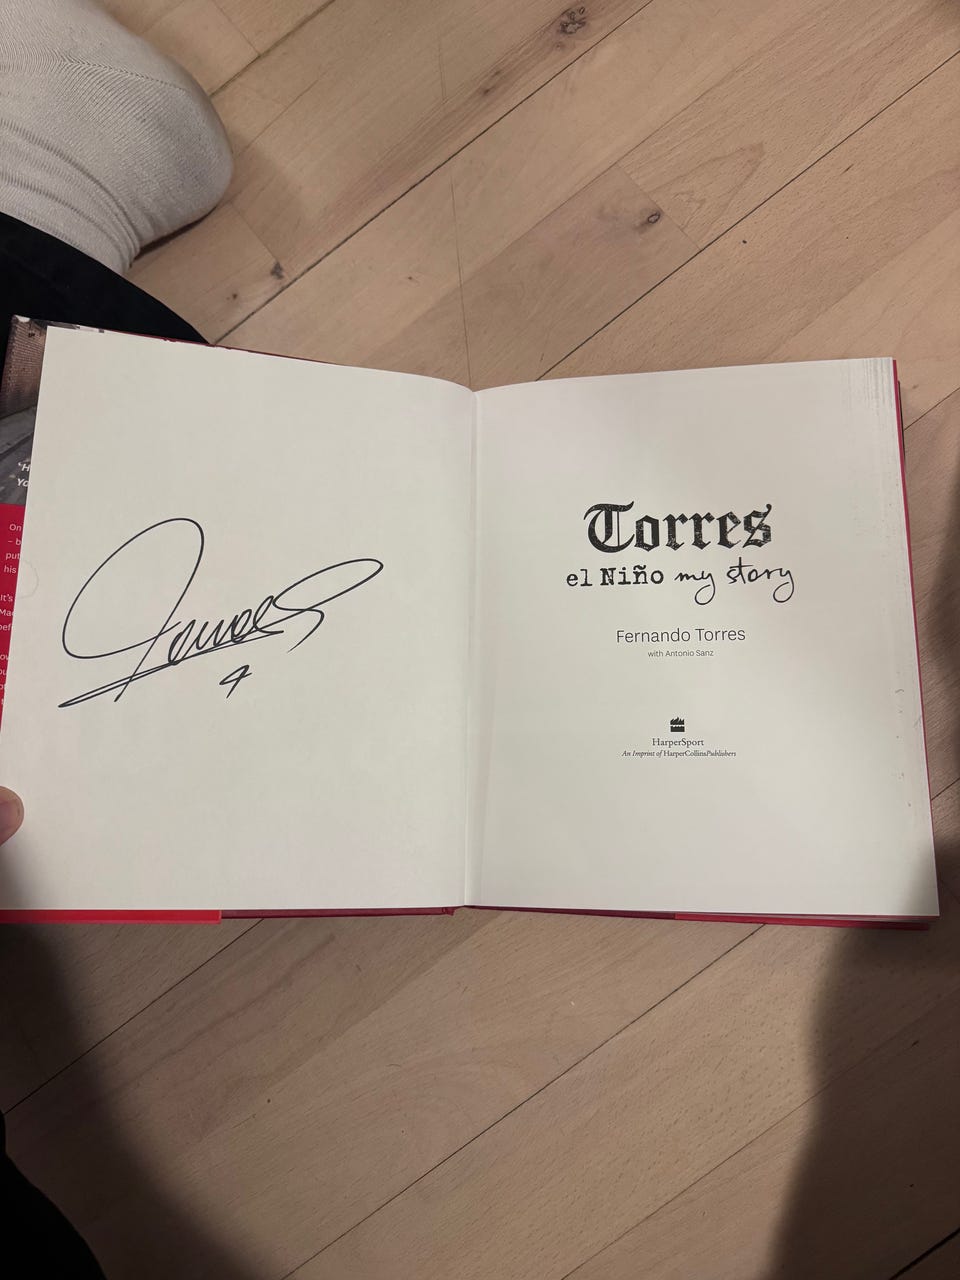 Torres
el Niño my story
Fernando Torres
with Antonio Sanz
HarperSport
An Imprint of HarperCollinsPublishers